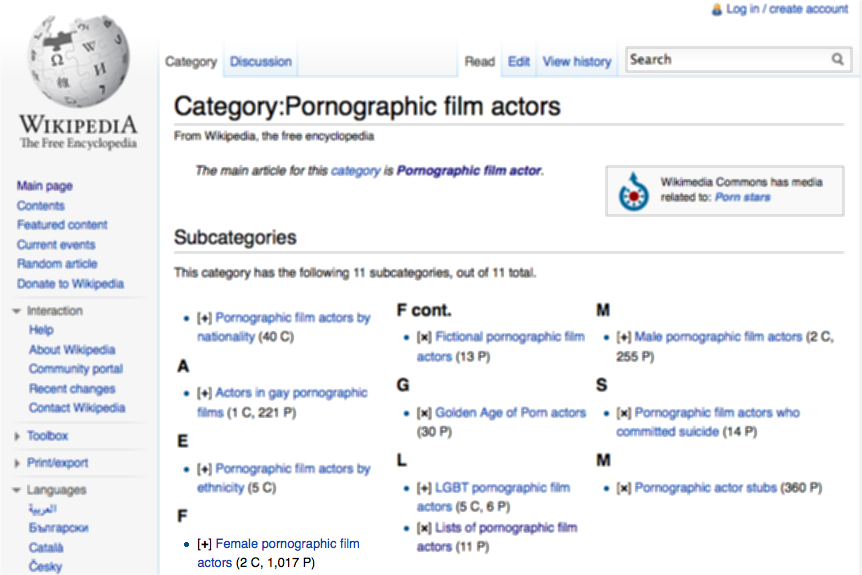 Log in / create account
Category
Discussion
Read
Edit
View history
Search
WIKIPEDIA
The Free Encyclopedia
Main page
Contents
Featured content
Current events
Random article
Donate to Wikipedia
Interaction
Help
About Wikipedia
Community portal
Recent changes
Contact Wikipedia
Toolbox
Print/export
Languages
العربية
Български
Català
Česky
Category:Pornographic film actors
From Wikipedia, the free encyclopedia
The main article for this category is Pornographic film actor.
Wikimedia Commons has media
related to: Porn stars
Subcategories
This category has the following 11 subcategories, out of 11 total.
[+] Pornographic film actors by
nationality (40 C)
A
[+] Actors in gay pornographic
films (1 C, 221 P)
E
[+] Pornographic film actors by
ethnicity (5 C)
F
[+] Female pornographic film
actors (2 C, 1,017 P)
F cont.
[×] Fictional pornographic film
actors (13 P)
G
[×] Golden Age of Porn actors
(30 P)
L
[+] LGBT pornographic film
actors (5 C, 6 P)
[×] Lists of pornographic film
actors (11 P)
M
[+] Male pornographic film actors (2 C,
255 P)
S
[×] Pornographic film actors who
committed suicide (14 P)
M
[×] Pornographic actor stubs (360 P)